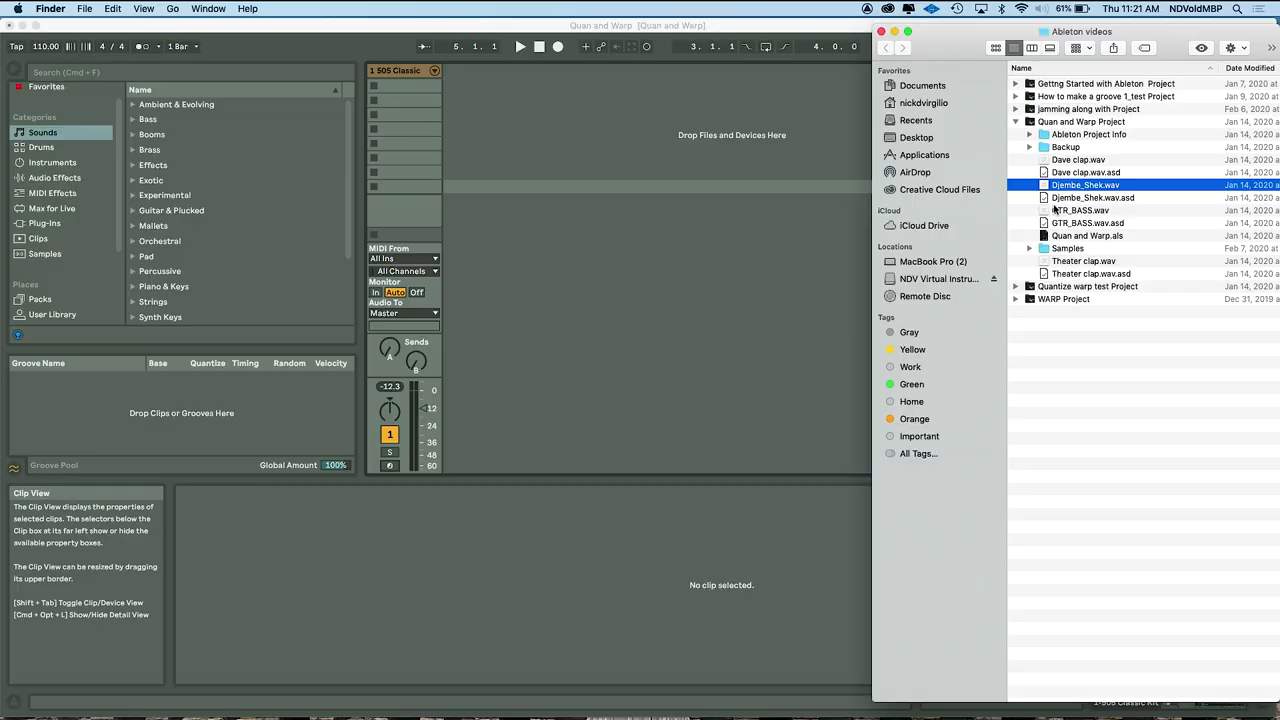 Finder File Edit View Go Window Help
61% Thu 11:21 AM NDVoldMBP
Quan and Warp [Quan and Warp]
Tap 110.00 4 / 4 1 Bar 5. 1. 1 3. 1. 1 4. 0. 0
Search (Cmd + F)
Favorites
Categories
Sounds
Drums
Instruments
Audio Effects
MIDI Effects
Max for Live
Plug-Ins
Clips
Samples
Places
Packs
User Library
Name
Ambient & Evolving
Bass
Booms
Brass
Effects
Exotic
Experimental
Guitar & Plucked
Mallets
Orchestral
Pad
Percussive
Piano & Keys
Strings
Synth Keys
Groove Name Base Quantize Timing Random Velocity
Drop Clips or Grooves Here
Groove Pool Global Amount 100%
1 505 Classic
MIDI From
All Ins
All Channels
Monitor
In Auto Off
Audio To
Master
Sends
A
B
-12.3
0
12
24
36
48
60
1
S
Drop Files and Devices Here
Clip View
The Clip View displays the properties of
selected clips. The selectors below the
Clip box at its far left show or hide the
available property boxes.
The Clip View can be resized by dragging
its upper border.
[Shift + Tab] Toggle Clip/Device View
[Cmd + Opt + L] Show/Hide Detail View
No clip selected.
Ableton videos
Favorites
Documents
nickdvirgilio
Recents
Desktop
Applications
AirDrop
Creative Cloud Files
iCloud
iCloud Drive
Locations
MacBook Pro (2)
NDV Virtual Instru...
Remote Disc
Tags
Gray
Yellow
Work
Green
Home
Orange
Important
All Tags...
Name Date Modified
Gettng Started with Ableton Project Jan 7, 2020 at
How to make a groove 1_test Project Jan 9, 2020 at
jamming along with Project Feb 6, 2020 at
Quan and Warp Project Jan 14, 2020 a
Ableton Project Info Jan 14, 2020 a
Backup Jan 14, 2020 a
Dave clap.wav Jan 14, 2020 a
Dave clap.wav.asd Jan 14, 2020 a
Djembe_Shek.wav Jan 14, 2020 a
Djembe_Shek.wav.asd Jan 14, 2020 a
GTR_BASS.wav Jan 14, 2020 a
GTR_BASS.wav.asd Jan 14, 2020 a
Quan and Warp.als Jan 14, 2020 a
Samples Feb 7, 2020 at
Theater clap.wav Jan 14, 2020 a
Theater clap.wav.asd Jan 14, 2020 a
Quantize warp test Project Jan 14, 2020 a
WARP Project Dec 31, 2019 a
1-505 Classic Kit